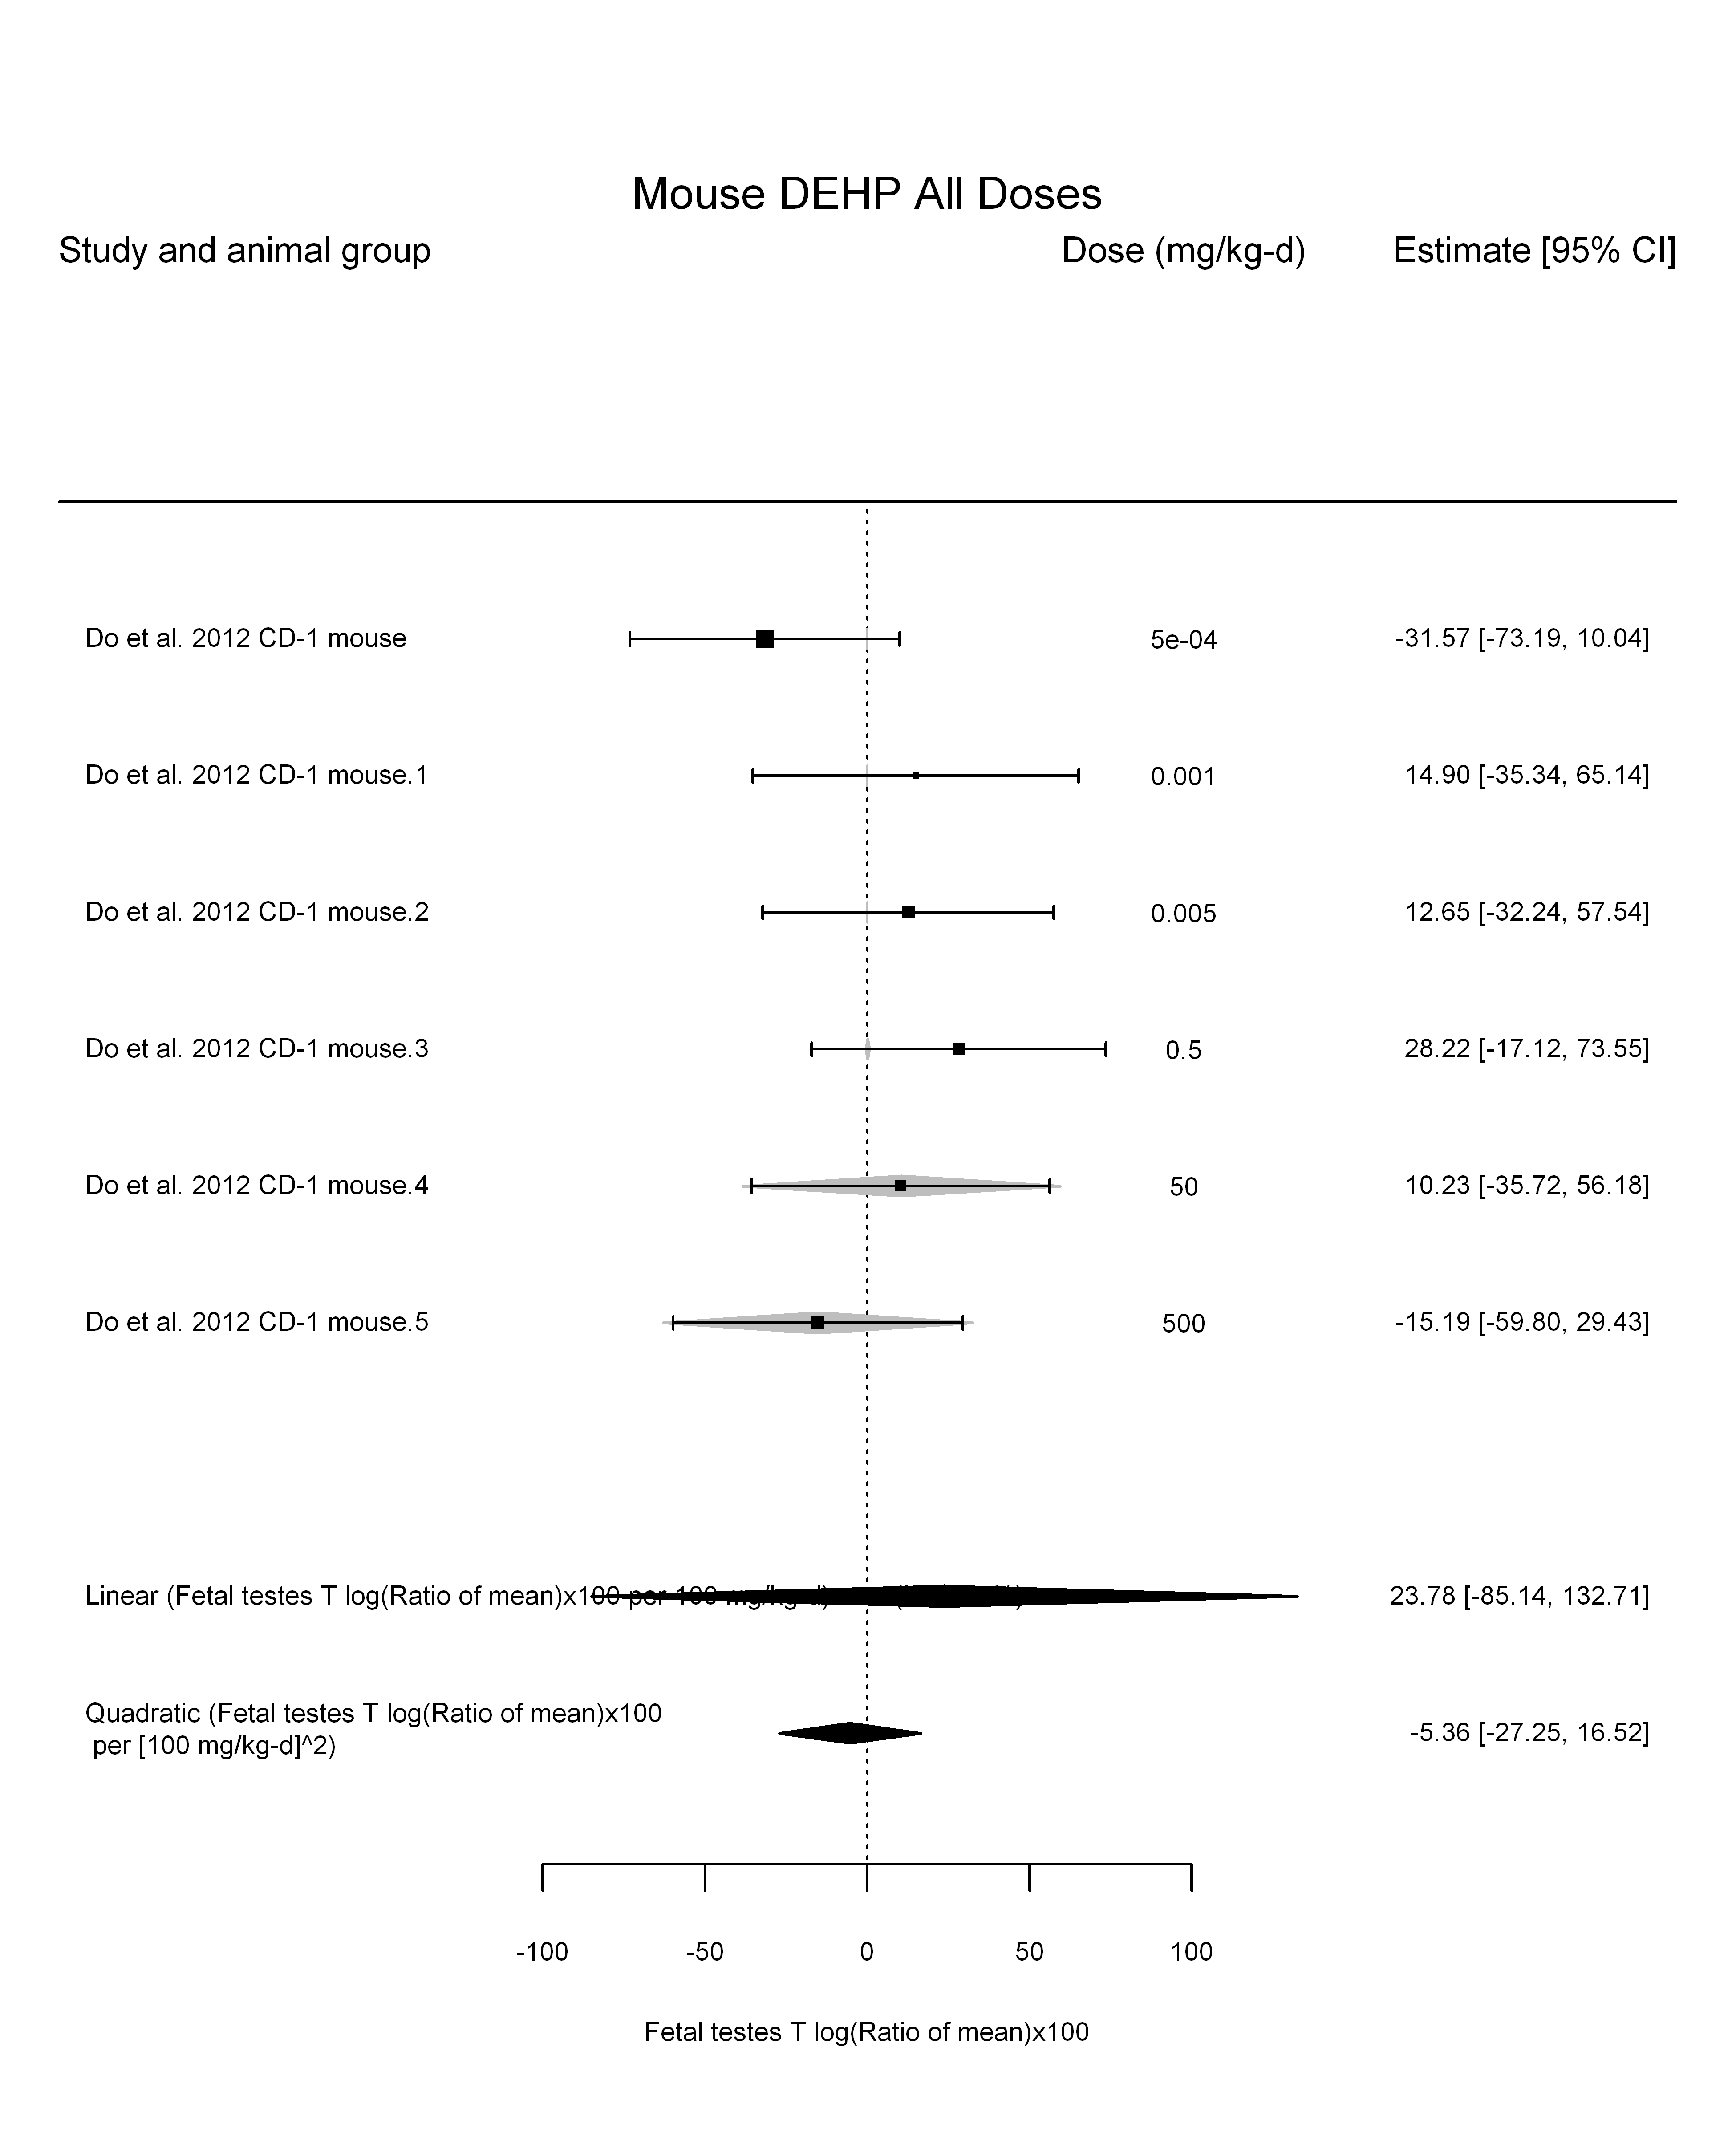 Mouse DEHP All Doses
Study and animal group Dose (mg/kg-d) Estimate [95% CI]
Do et al. 2012 CD-1 mouse 5e-04 -31.57 [-73.19, 10.04]
Do et al. 2012 CD-1 mouse.1 0.001 14.90 [-35.34, 65.14]
Do et al. 2012 CD-1 mouse.2 0.005 12.65 [-32.24, 57.54]
Do et al. 2012 CD-1 mouse.3 0.5 28.22 [-17.12, 73.55]
Do et al. 2012 CD-1 mouse.4 50 10.23 [-35.72, 56.18]
Do et al. 2012 CD-1 mouse.5 500 -15.19 [-59.80, 29.43]
Linear (Fetal testes T log(Ratio of mean)x100 per 100 mg/kg-d) 23.78 [-85.14, 132.71]
Quadratic (Fetal testes T log(Ratio of mean)x100
per [100 mg/kg-d]^2) -5.36 [-27.25, 16.52]
-100 -50 0 50 100
Fetal testes T log(Ratio of mean)x100